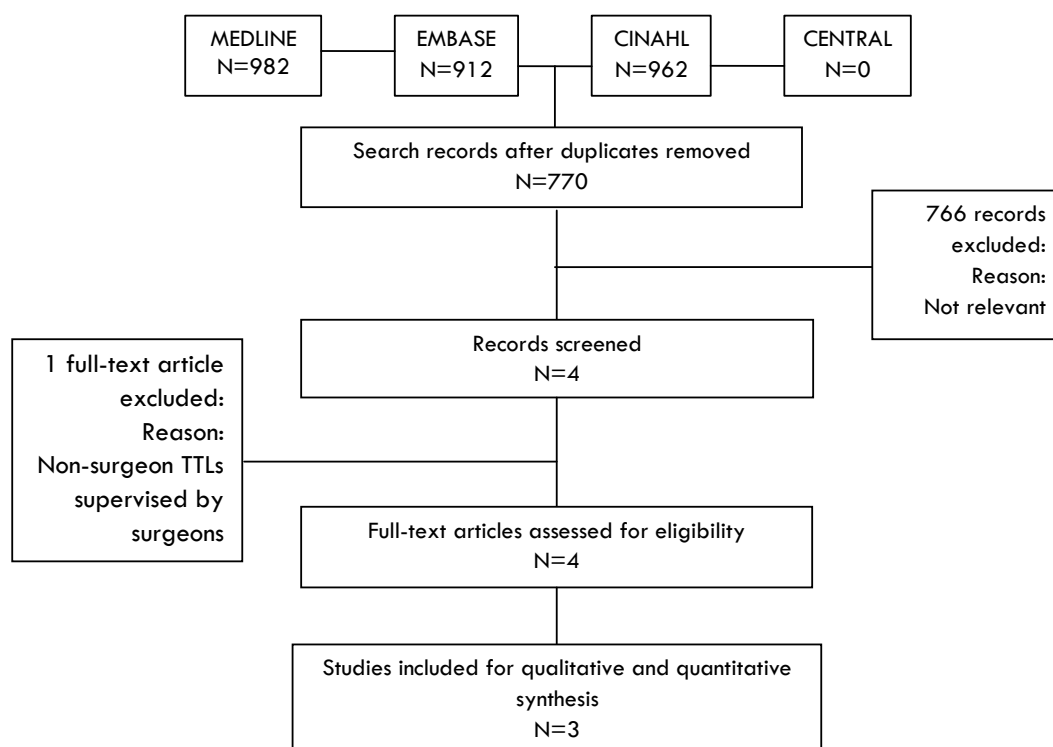 MEDLINE
N=982
EMBASE
N=912
CINAHL
N=962
CENTRAL
N=0
Search records after duplicates removed
N=770
766 records
excluded:
Reason:
Not relevant
Records screened
N=4
1 full-text article
excluded:
Reason:
Non-surgeon TTLs
supervised by
surgeons
Full-text articles assessed for eligibility
N=4
Studies included for qualitative and quantitative
synthesis
N=3